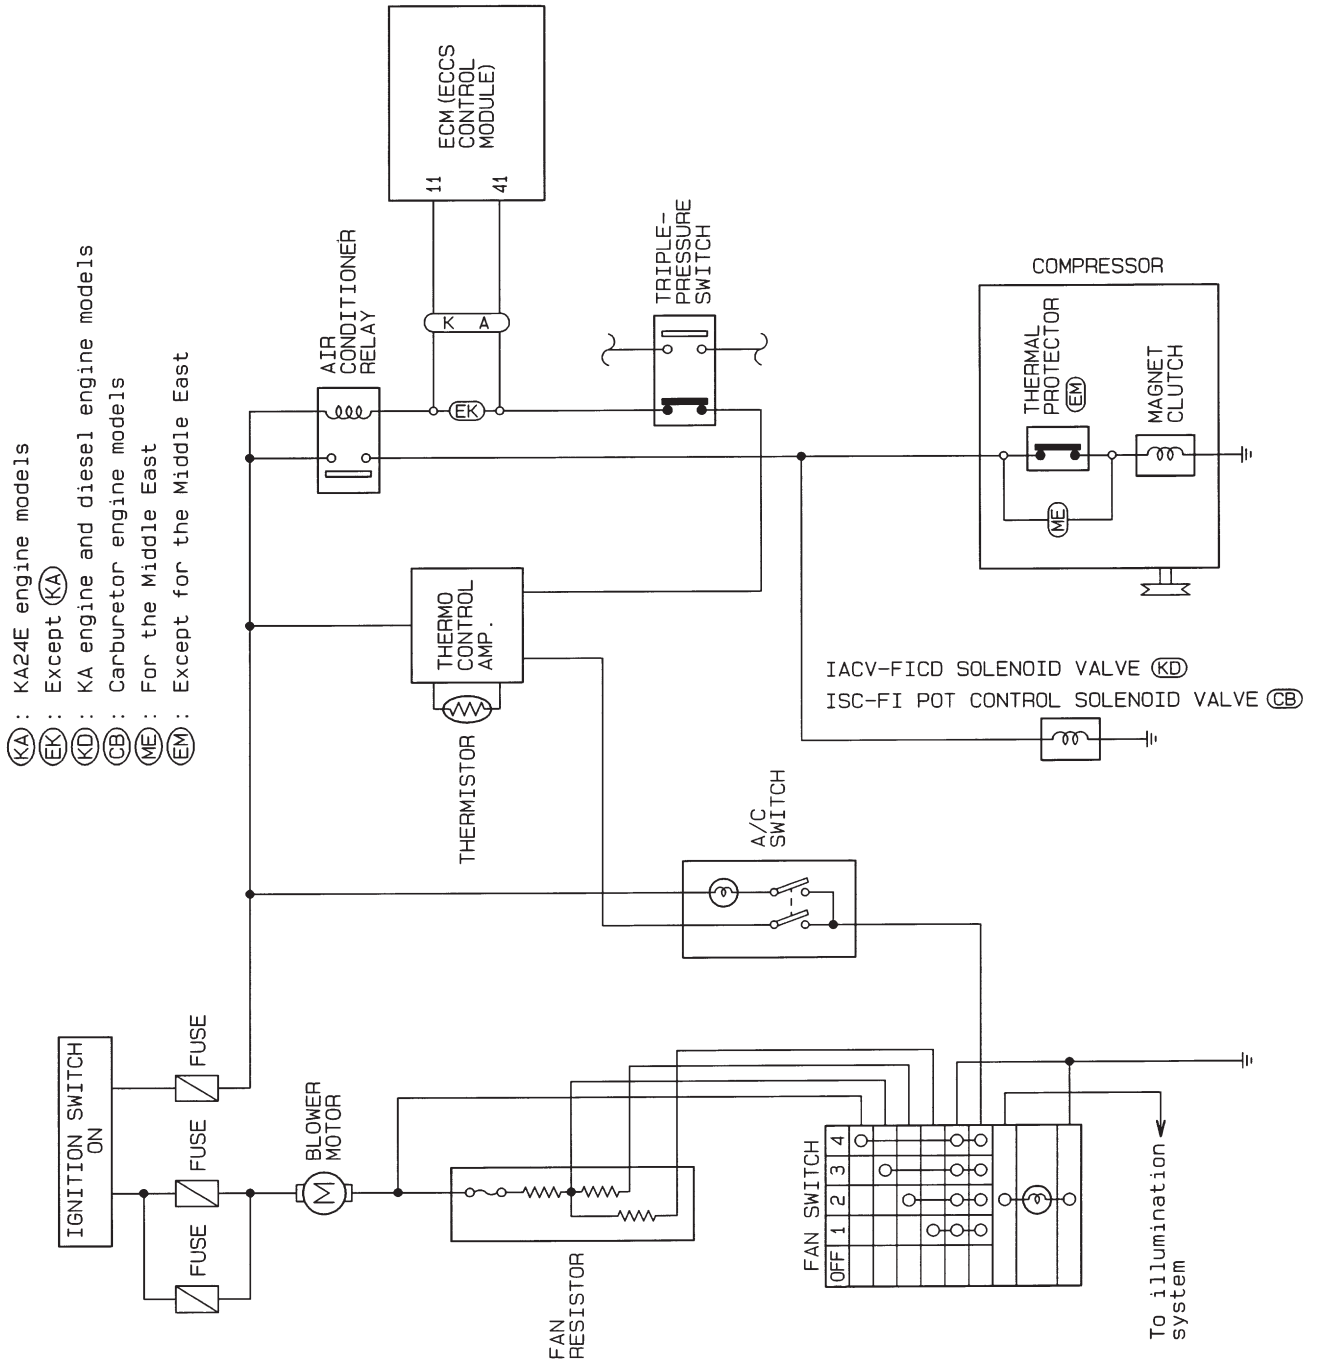 KA : KA24E engine models
EK : Except KA
KD : KA engine and diesel engine models
CB : Carburetor engine models
ME : For the Middle East
EM : Except for the Middle East
ECM (ECCS
CONTROL
MODULE)
11
41
K A
AIR
CONDITIONER
RELAY
EK
TRIPLE-
PRESSURE
SWITCH
COMPRESSOR
THERMAL
PROTECTOR
EM
MAGNET
CLUTCH
ME
THERMO
CONTROL
AMP.
THERMISTOR
IACV-FICD SOLENOID VALVE KD
ISC-FI POT CONTROL SOLENOID VALVE CB
A/C
SWITCH
IGNITION SWITCH
ON
FUSE
FUSE
FUSE
BLOWER
MOTOR
M
FAN
RESISTOR
FAN SWITCH
OFF 1 2 3 4
To illumination
system